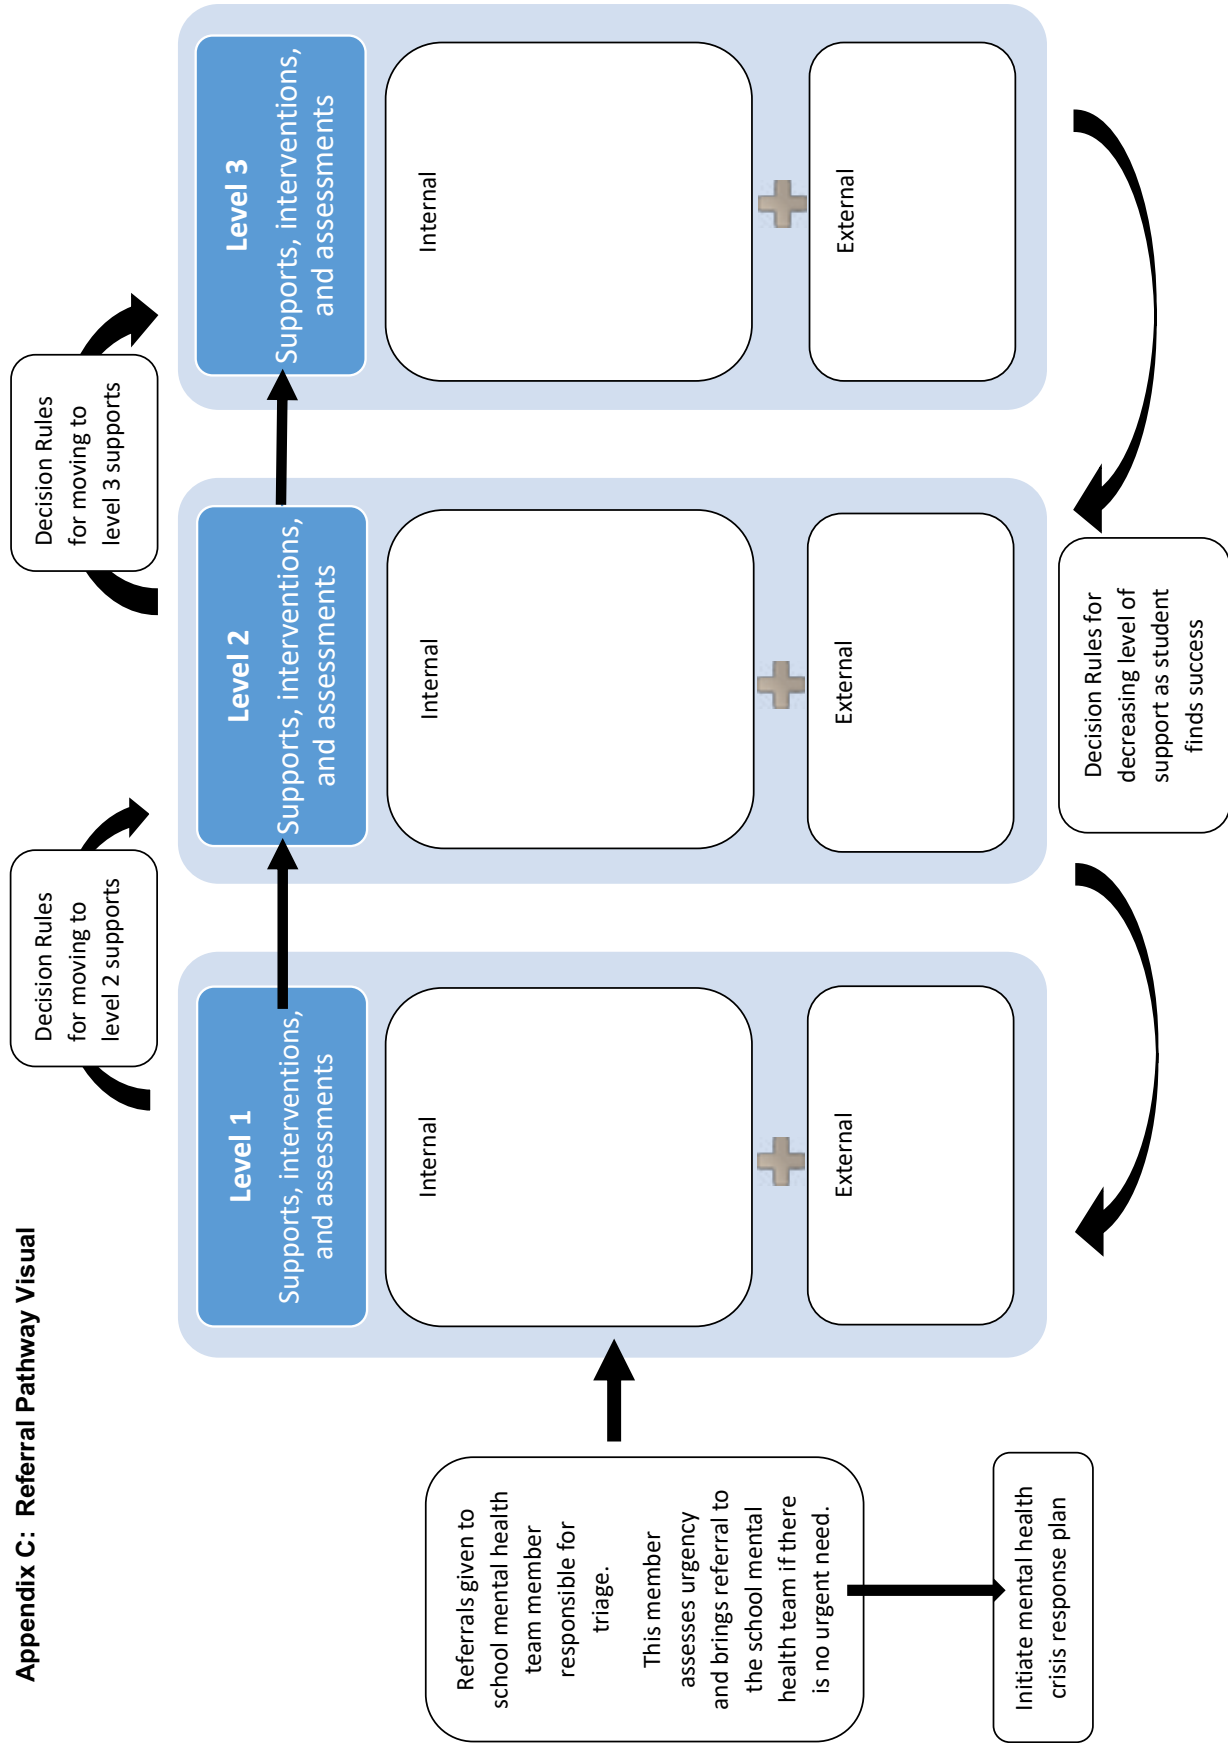 Appendix C:  Referral Pathway Visual
Referrals given to
school mental health
team member
responsible for
triage.
This member
assesses urgency
and brings referral to
the school mental
health team if there
is no urgent need.
Initiate mental health
crisis response plan
Decision Rules
for moving to
level 2 supports
Decision Rules
for moving to
level 3 supports
Level 1
Supports, interventions,
and assessments
Internal
External
Level 2
Supports, interventions,
and assessments
Internal
External
Level 3
Supports, interventions,
and assessments
Internal
External
Decision Rules for
decreasing level of
support as student
finds success